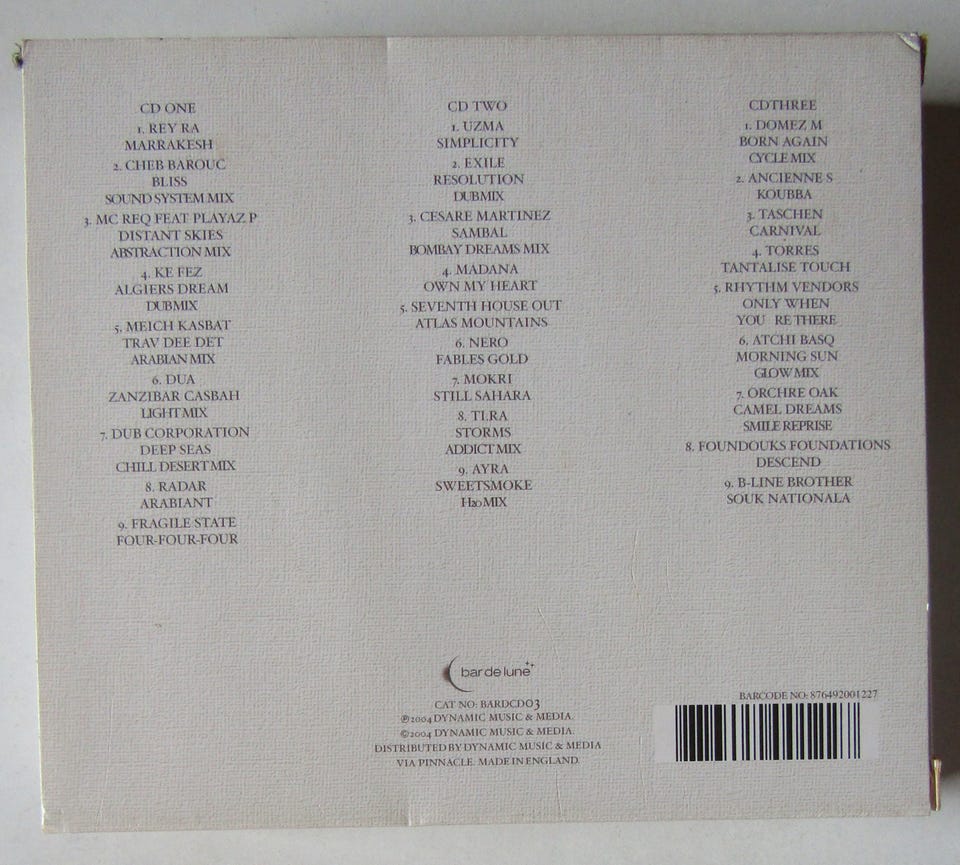 CD ONE
1. REY RA
MARRAKESH
2. CHEB BAROUC
BLISS
SOUND SYSTEM MIX
3. MC REQ FEAT PLAYAZ P
DISTANT SKIES
ABSTRACTION MIX
4. KE FEZ
ALGIERS DREAM
DUB MIX
5. MEICH KASBAT
TRAV DEE DET
ARABIAN MIX
6. DUA
ZANZIBAR CASBAH
LIGHT MIX
7. DUB CORPORATION
DEEP SEAS
CHILL DESERT MIX
8. RADAR
ARABIANT
9. FRAGILE STATE
FOUR-FOUR-FOUR
CD TWO
1. UZMA
SIMPLICITY
2. EXILE
RESOLUTION
DUB MIX
3. CESARE MARTINEZ
SAMBAL
BOMBAY DREAMS MIX
4. MADANA
OWN MY HEART
5. SEVENTH HOUSE OUT
ATLAS MOUNTAINS
6. NERO
FABLES GOLD
7. MOKRI
STILL SAHARA
8. TI.RA
STORMS
ADDICT MIX
9. AYRA
SWEETSMOKE
H20 MIX
CD THREE
1. DOMEZ M
BORN AGAIN
CYCLE MIX
2. ANCIENNE S
KOUBBA
3. TASCHEN
CARNIVAL
4. TORRES
TANTALISE TOUCH
5. RHYTHM VENDORS
ONLY WHEN
YOU RE THERE
6. ATCHI BASQ
MORNING SUN
GLOW MIX
7. ORCHRE OAK
CAMEL DREAMS
SMILE REPRISE
8. FOUNDOUKS FOUNDATIONS
DESCEND
9. B-LINE BROTHER
SOUK NATIONALA
bar de lune
CAT NO: BARDCD03
℗2004 DYNAMIC MUSIC & MEDIA.
©2004 DYNAMIC MUSIC & MEDIA.
DISTRIBUTED BY DYNAMIC MUSIC & MEDIA
VIA PINNACLE. MADE IN ENGLAND.
BARCODE NO: 876492001227